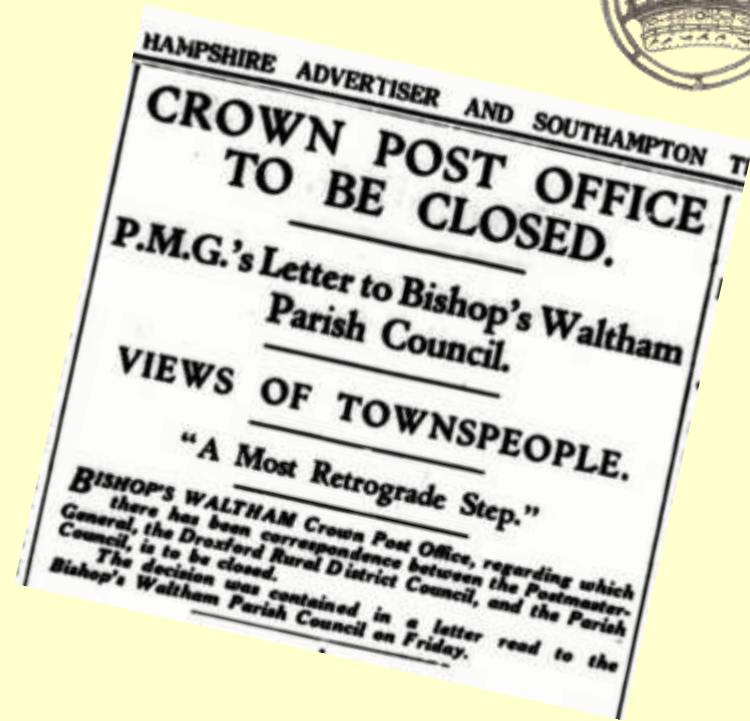 HAMPSHIRE ADVERTISER AND SOUTHAMPTON
CROWN POST OFFICE
TO BE CLOSED.
P.M.G.'s Letter to Bishop's Waltham
Parish Council.
VIEWS OF TOWNSPEOPLE.
“A Most Retrograde Step.”
BISHOP'S WALTHAM Crown Post Office, regarding which
there has been correspondence between the Postmaster-
General, the Droxford Rural District Council, and the Parish
Council, is to be closed.
The decision was contained in a letter read to the
Bishop's Waltham Parish Council on Friday.